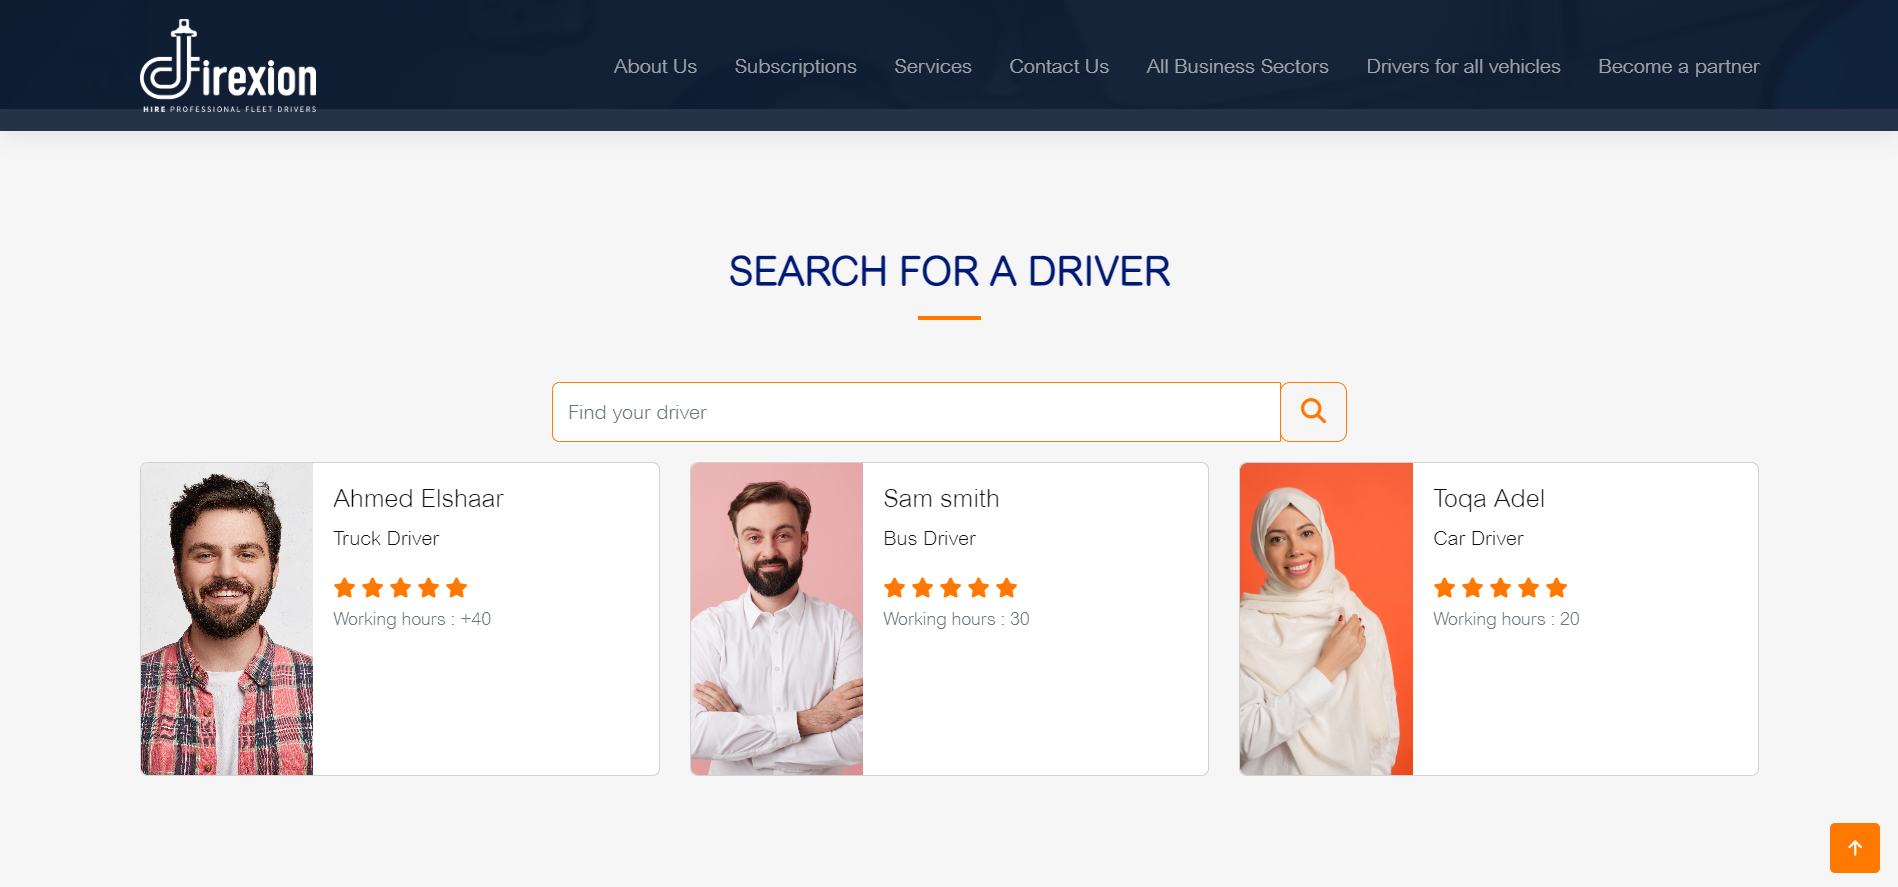 Direxion
HIRE PROFESSIONAL FLEET DRIVERS
About Us Subscriptions Services Contact Us All Business Sectors Drivers for all vehicles Become a partner
SEARCH FOR A DRIVER
Find your driver
Ahmed Elshaar
Truck Driver
Working hours : +40
Sam smith
Bus Driver
Working hours : 30
Toqa Adel
Car Driver
Working hours : 20